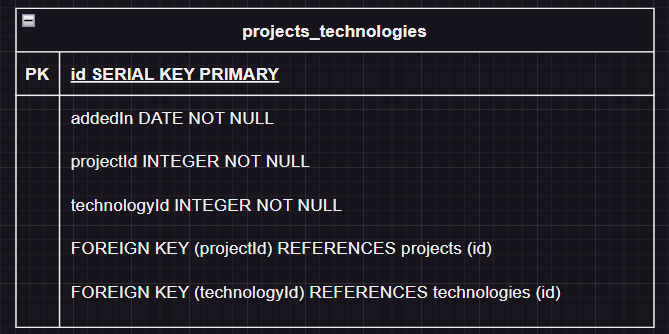 projects_technologies
PK
id SERIAL KEY PRIMARY
addedIn DATE NOT NULL
projectId INTEGER NOT NULL
technologyId INTEGER NOT NULL
FOREIGN KEY (projectId) REFERENCES projects (id)
FOREIGN KEY (technologyId) REFERENCES technologies (id)